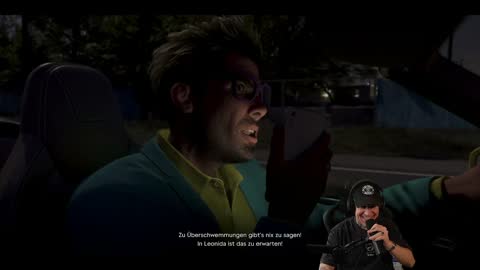 Zu Überschwemmungen gibt's nix zu sagen!
In Leonida ist das zu erwarten!